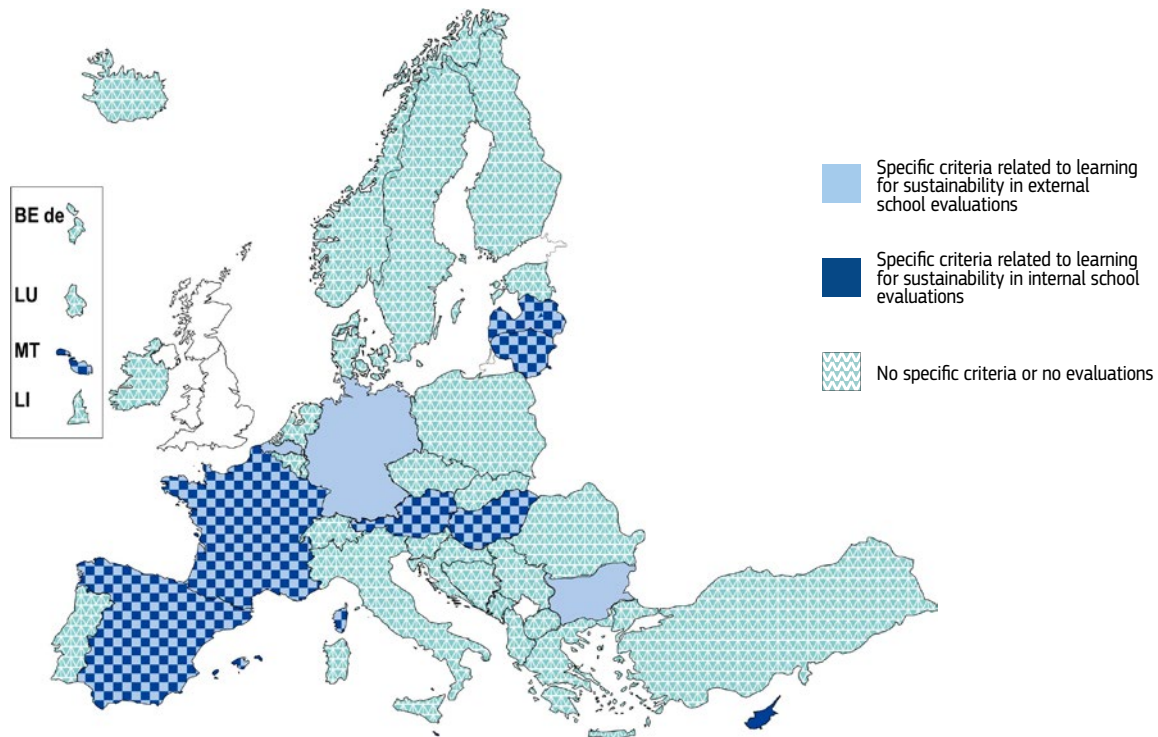 BE de
LU
MT
LI
Specific criteria related to learning
for sustainability in external
school evaluations
Specific criteria related to learning
for sustainability in internal school
evaluations
No specific criteria or no evaluations